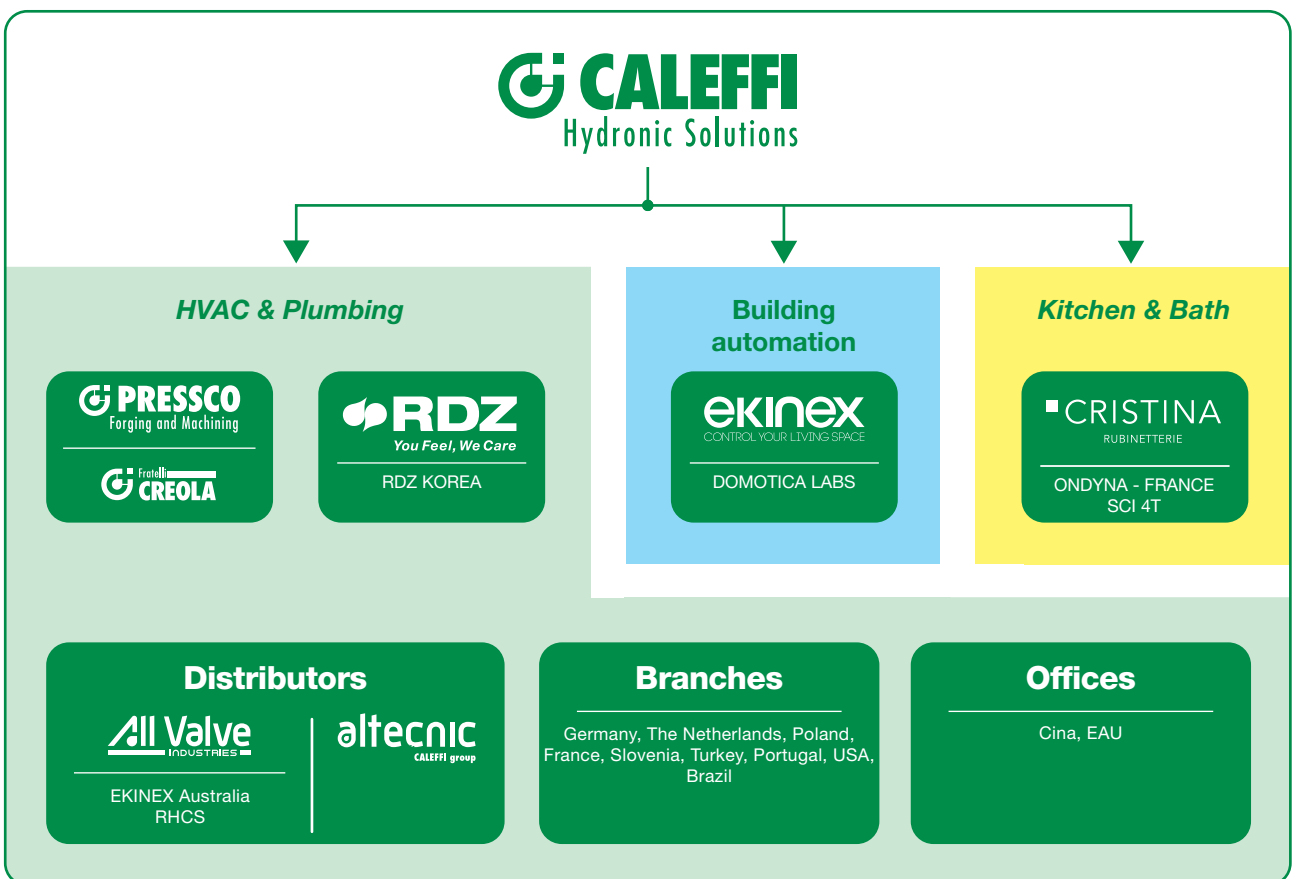 CALEFFI
Hydronic Solutions
HVAC & Plumbing
Building
automation
Kitchen & Bath
PRESSCO
Forging and Machining
Fratelli
CREOLA
RDZ
You Feel, We Care
RDZ KOREA
ekinex
CONTROL YOUR LIVING SPACE
DOMOTICA LABS
CRISTINA
RUBINETTERIE
ONDYNA - FRANCE
SCI 4T
Distributors
All Valve
INDUSTRIES
EKINEX Australia
RHCS
altecnic
CALEFFI group
Branches
Germany, The Netherlands, Poland,
France, Slovenia, Turkey, Portugal, USA,
Brazil
Offices
Cina, EAU